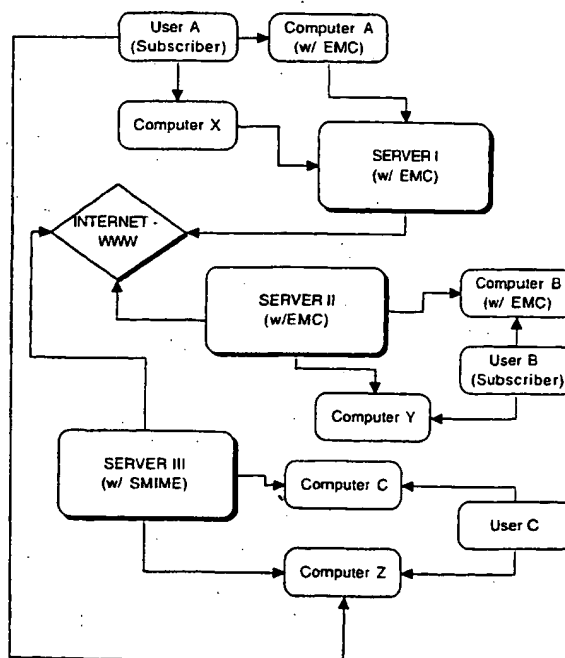 User A
(Subscriber)
Computer A
(w/ EMC)
Computer X
SERVER I
(w/ EMC)
INTERNET -
WWW
SERVER II
(w/EMC)
Computer B
(w/ EMC)
User B
(Subscriber)
Computer Y
SERVER III
(w/ SMIME)
Computer C
User C
Computer Z